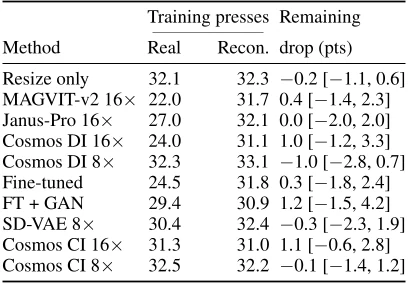 Training presses Remaining
Method Real Recon. drop (pts)
Resize only 32.1 32.3 −0.2 [−1.1, 0.6]
MAGVIT-v2 16× 22.0 31.7 0.4 [−1.4, 2.3]
Janus-Pro 16× 27.0 32.1 0.0 [−2.0, 2.0]
Cosmos DI 16× 24.0 31.1 1.0 [−1.2, 3.3]
Cosmos DI 8× 32.3 33.1 −1.0 [−2.8, 0.7]
Fine-tuned 24.5 31.8 0.3 [−1.8, 2.4]
FT + GAN 29.4 30.9 1.2 [−1.5, 4.2]
SD-VAE 8× 30.4 32.4 −0.3 [−2.3, 1.9]
Cosmos CI 16× 31.3 31.0 1.1 [−0.6, 2.8]
Cosmos CI 8× 32.5 32.2 −0.1 [−1.4, 1.2]